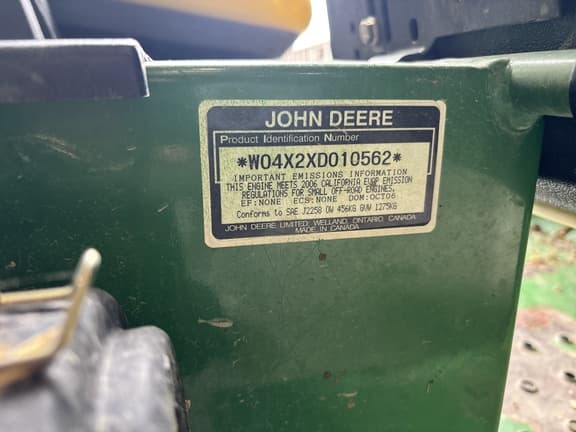 JOHN DEERE
Product Identification Number
*W04X2XD010562*
IMPORTANT EMISSIONS INFORMATION
THIS ENGINE MEETS 2006 CALIFORNIA EU&P EMISSION
REGULATIONS FOR SMALL OFF-ROAD ENGINES.
EF:NONE ECS:NONE DOM:OCT06
Conforms to SAE J2258 OW 456KG GVW 1275KG
JOHN DEERE LIMITED WELLAND, ONTARIO, CANADA
MADE IN CANADA